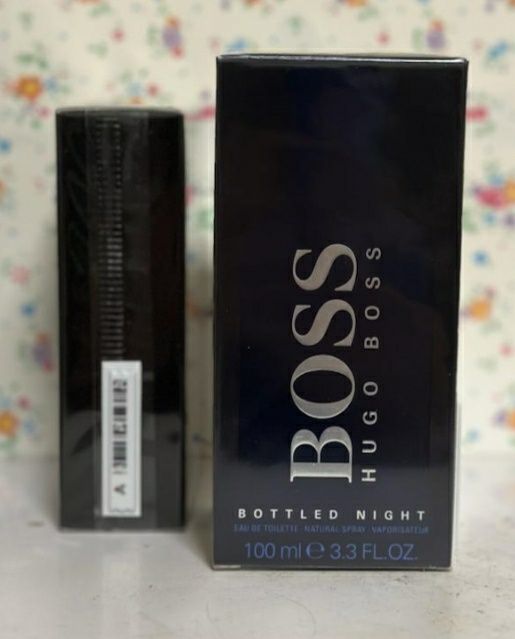 BOSS
HUGO BOSS
BOTTLED NIGHT
EAU DE TOILETTE · NATURAL SPRAY · VAPORISATEUR
100 ml ℮ 3.3 FL.OZ.
A